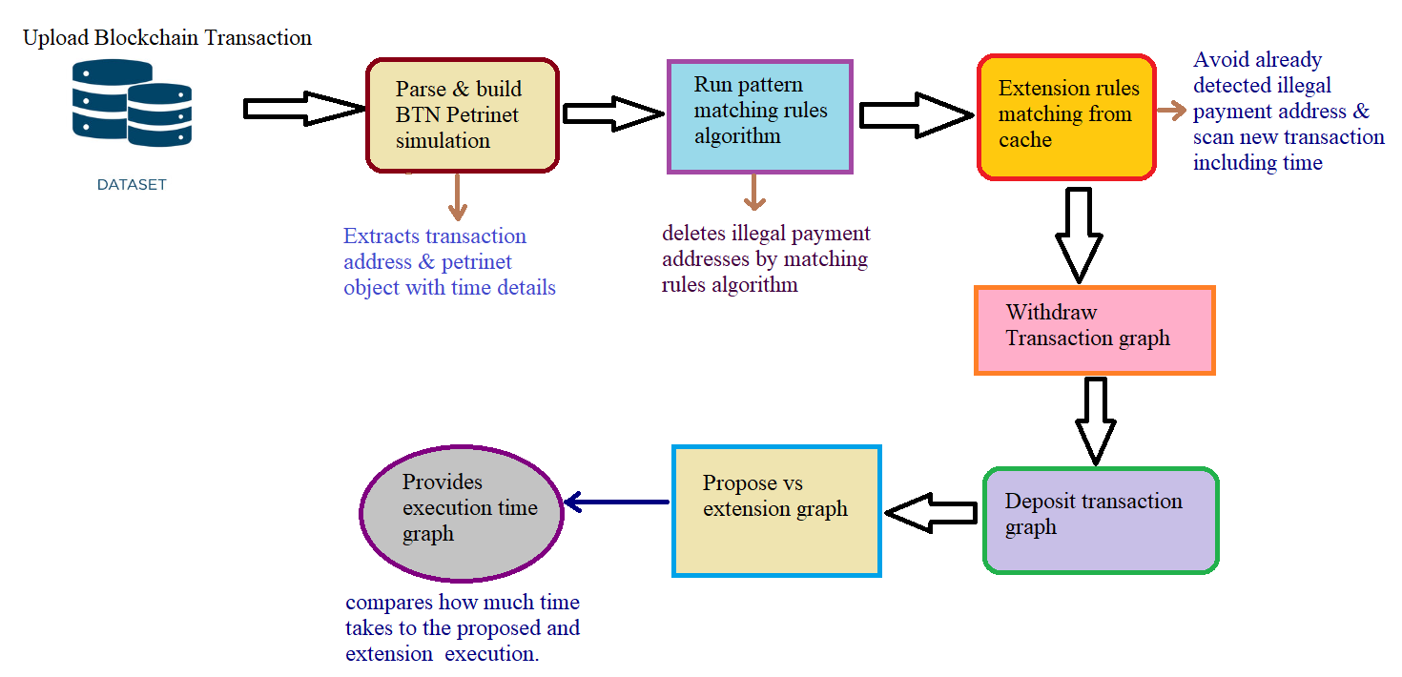 Upload Blockchain Transaction
DATASET
Parse & build
BTN Petrinet
simulation
Extracts transaction
address & petrinet
object with time details
Run pattern
matching rules
algorithm
deletes illegal payment
addresses by matching
rules algorithm
Extension rules
matching from
cache
Avoid already
detected illegal
payment address &
scan new transaction
including time
Withdraw
Transaction graph
Deposit transaction
graph
Propose vs
extension graph
Provides
execution time
graph
compares how much time
takes to the proposed and
extension execution.